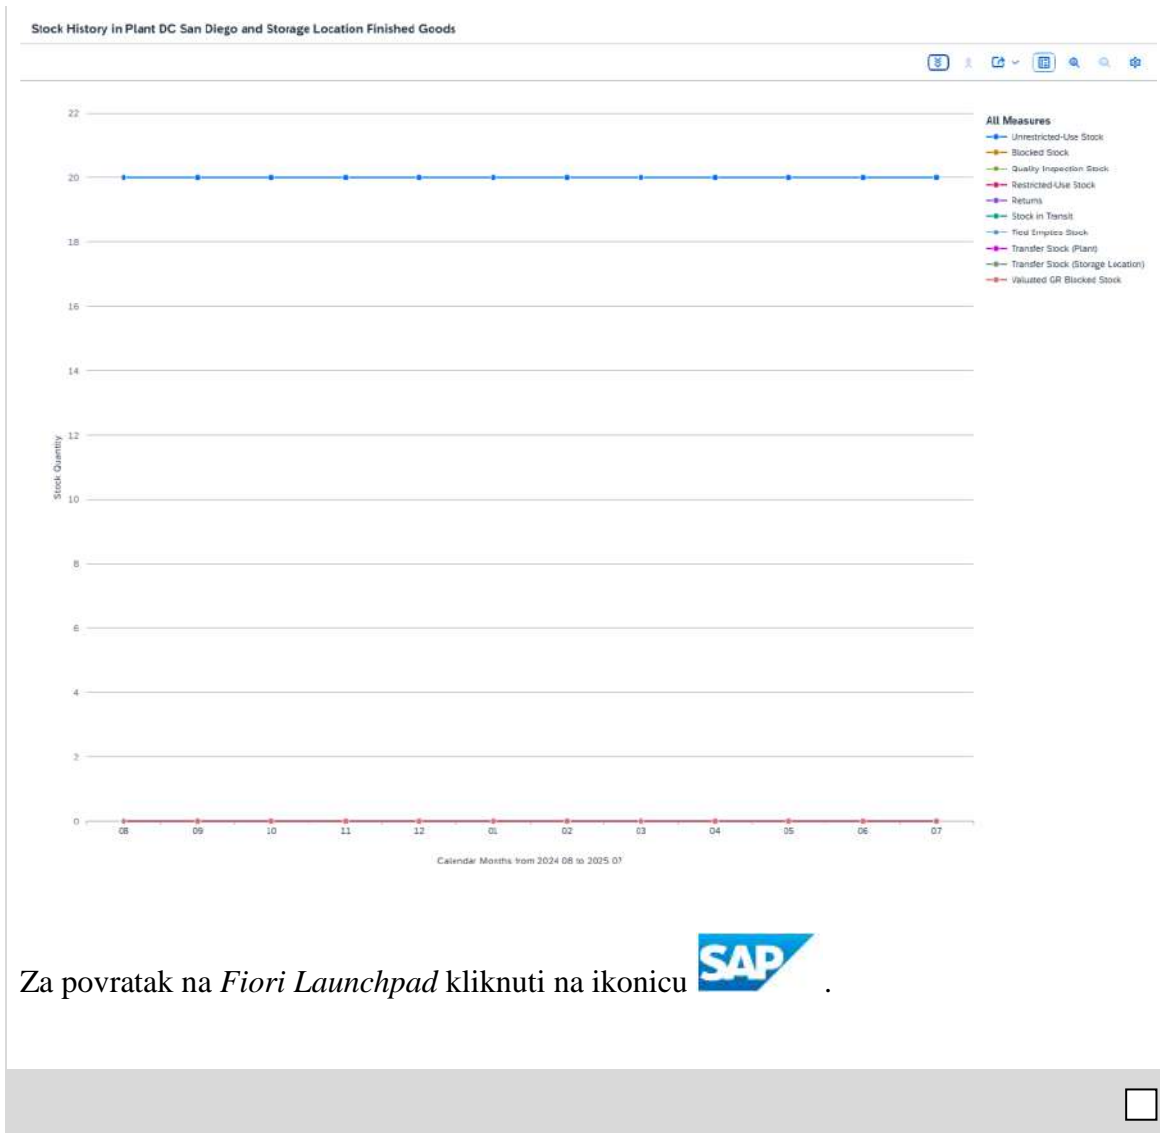 Stock History in Plant DC San Diego and Storage Location Finished Goods
22
20
18
16
14
12
10
8
6
4
2
0
Stock Quantity
08 09 10 11 12 01 02 03 04 05 06 07
Calendar Months from 2024 08 to 2025 07
All Measures
Unrestricted-Use Stock
Blocked Stock
Quality Inspection Stock
Restricted-Use Stock
Returns
Stock in Transit
Tied Empties Stock
Transfer Stock (Plant)
Transfer Stock (Storage Location)
Valuated GR Blocked Stock
Za povratak na Fiori Launchpad kliknuti na ikonicu SAP .